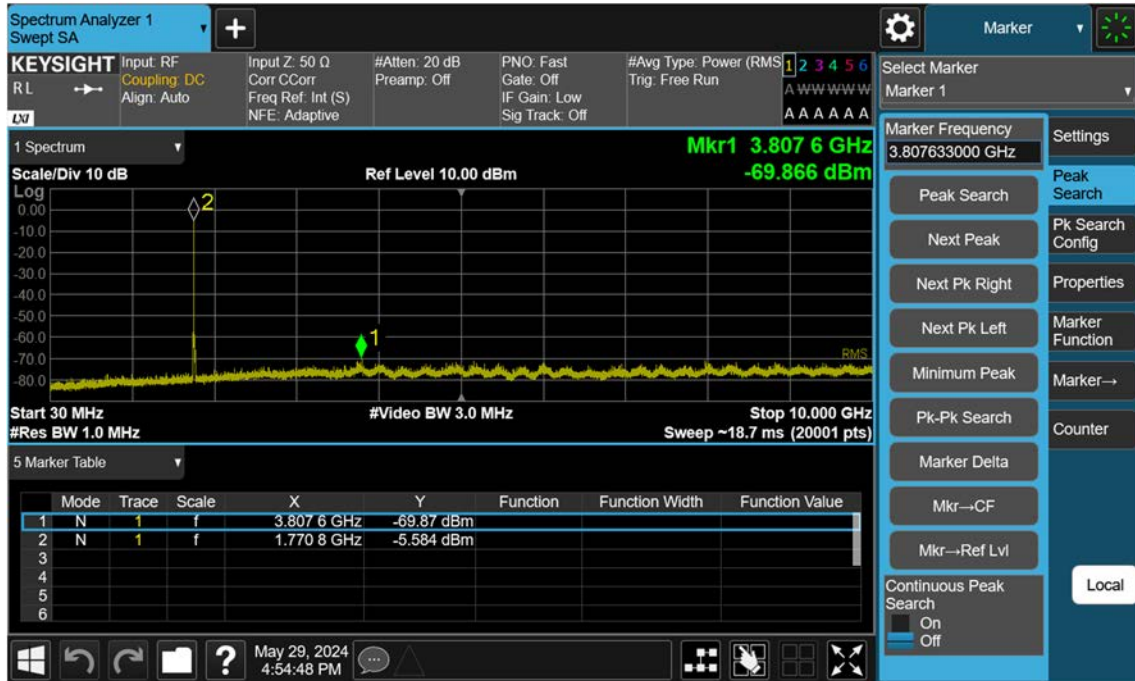 Spectrum Analyzer 1
Swept SA
+
Marker
KEYSIGHT
RL
LXI
Input: RF
Coupling: DC
Align: Auto
Input Z: 50 Ω
Corr CCorr
Freq Ref: Int (S)
NFE: Adaptive
#Atten: 20 dB
Preamp: Off
PNO: Fast
Gate: Off
IF Gain: Low
Sig Track: Off
#Avg Type: Power (RMS
Trig: Free Run
1 2 3 4 5 6
A W W W W W
A A A A A A
Select Marker
Marker 1
1 Spectrum
Mkr1 3.807 6 GHz
-69.866 dBm
Scale/Div 10 dB
Ref Level 10.00 dBm
Log
0.00
-10.0
-20.0
-30.0
-40.0
-50.0
-60.0
-70.0
-80.0
2
1
RMS
Start 30 MHz
#Video BW 3.0 MHz
Stop 10.000 GHz
#Res BW 1.0 MHz
Sweep ~18.7 ms (20001 pts)
5 Marker Table
Mode Trace Scale X Y Function Function Width Function Value
1 N 1 f 3.807 6 GHz -69.87 dBm
2 N 1 f 1.770 8 GHz -5.584 dBm
3
4
5
6
Marker Frequency
3.807633000 GHz
Peak Search
Next Peak
Next Pk Right
Next Pk Left
Minimum Peak
Pk-Pk Search
Marker Delta
Mkr→CF
Mkr→Ref Lvl
Continuous Peak
Search
On
Off
Settings
Peak
Search
Pk Search
Config
Properties
Marker
Function
Marker→
Counter
Local
?
May 29, 2024
4:54:48 PM